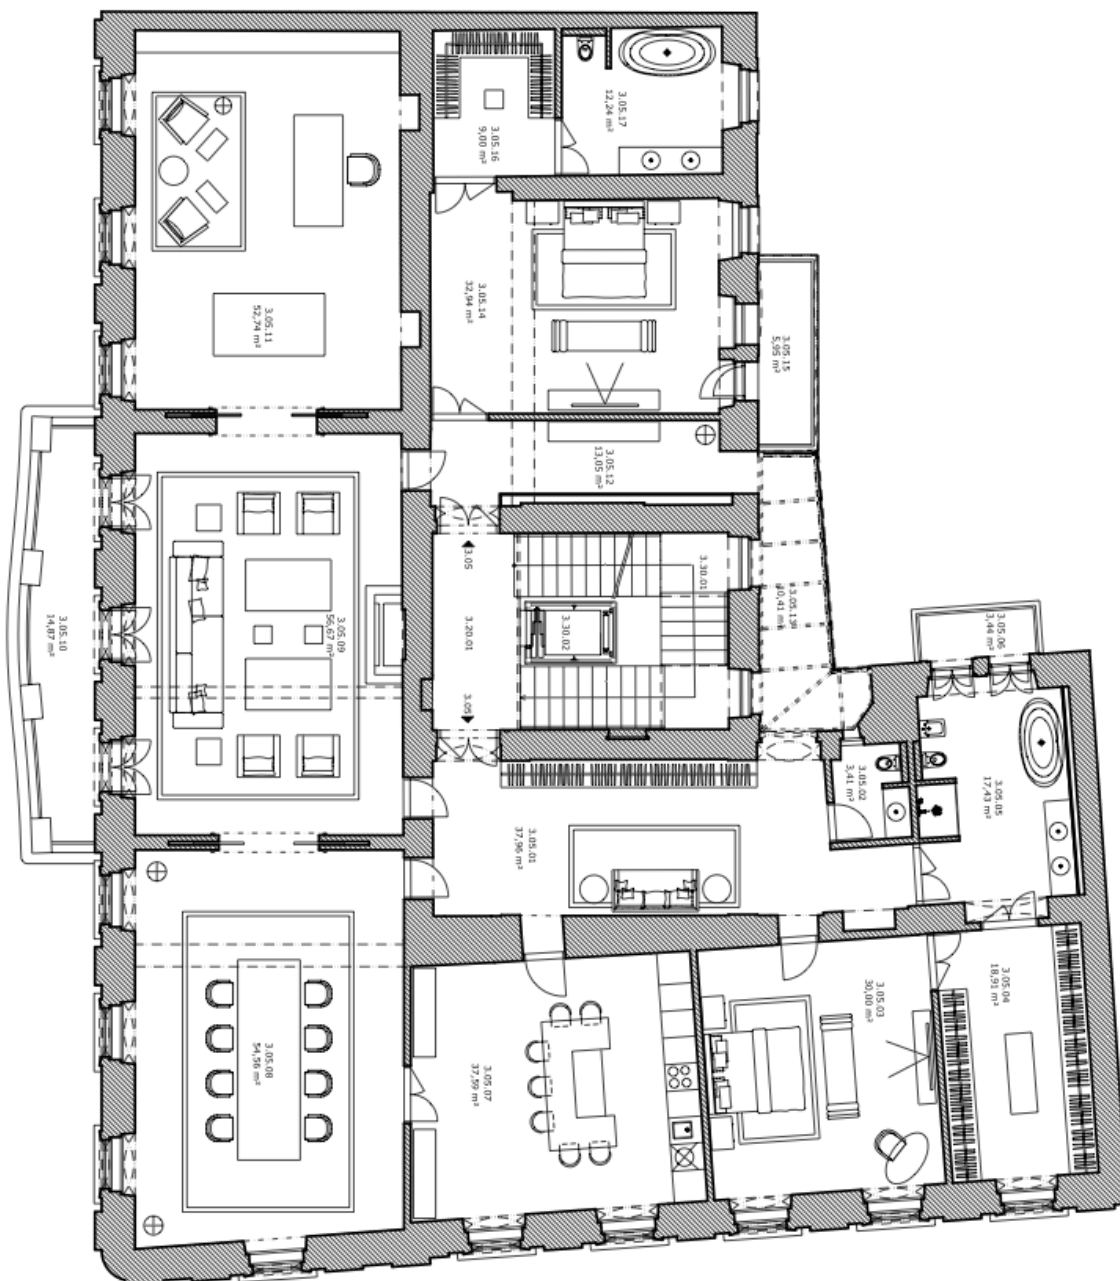 3.05.17
12,24 m²
3.05.16
9,00 m²
3.05.14
32,94 m²
3.05.11
52,74 m²
3.05.15
5,95 m²
3.05.12
13,05 m²
3.05
3.30.01
3.05.13
10,41 m²
3.20.01
3.30.02
3.05.09
56,67 m²
3.05.10
14,87 m²
3.05.06
3,44 m²
3.05
3.05.02
3,41 m²
3.05.05
17,43 m²
3.05.01
37,96 m²
3.05.04
18,91 m²
3.05.03
30,00 m²
3.05.08
54,56 m²
3.05.07
37,59 m²